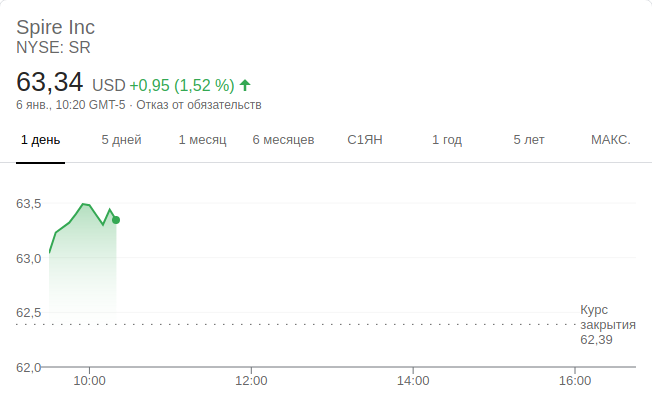 Spire Inc
NYSE: SR
63,34 USD +0,95 (1,52 %)
6 янв., 10:20 GMT-5 · Отказ от обязательств
1 день 5 дней 1 месяц 6 месяцев С1ЯН 1 год 5 лет МАКС.
63,5
63,0
62,5
Курс
закрытия
62,39
62,0
10:00 12:00 14:00 16:00